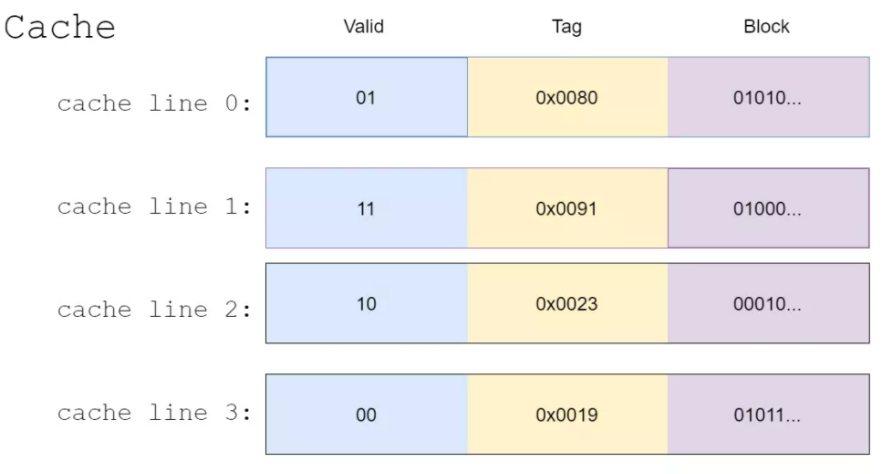 Cache Valid Tag Block
cache line 0: 01 0x0080 01010...
cache line 1: 11 0x0091 01000...
cache line 2: 10 0x0023 00010...
cache line 3: 00 0x0019 01011...